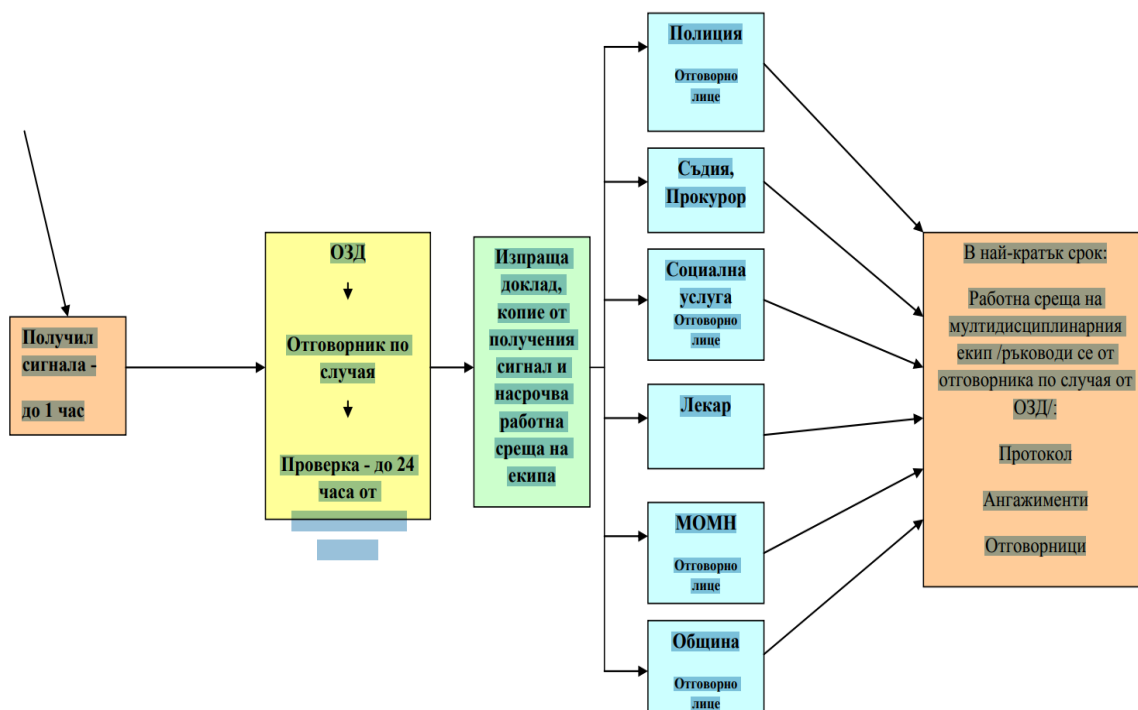 Получил
сигнала -
до 1 час
ОЗД
Отговорник по
случая
Проверка - до 24
часа от
Изпраща
доклад,
копие от
получения
сигнал и
насрочва
работна
среща на
екипа
Полиция
Отговорно
лице
Съдия,
Прокурор
Социална
услуга
Отговорно
лице
Лекар
МОМН
Отговорно
лице
Община
Отговорно
лице
В най-кратък срок:
Работна среща на
мултидисциплинарния
екип /ръководи се от
отговорника по случая от
ОЗД/:
Протокол
Ангажименти
Отговорници